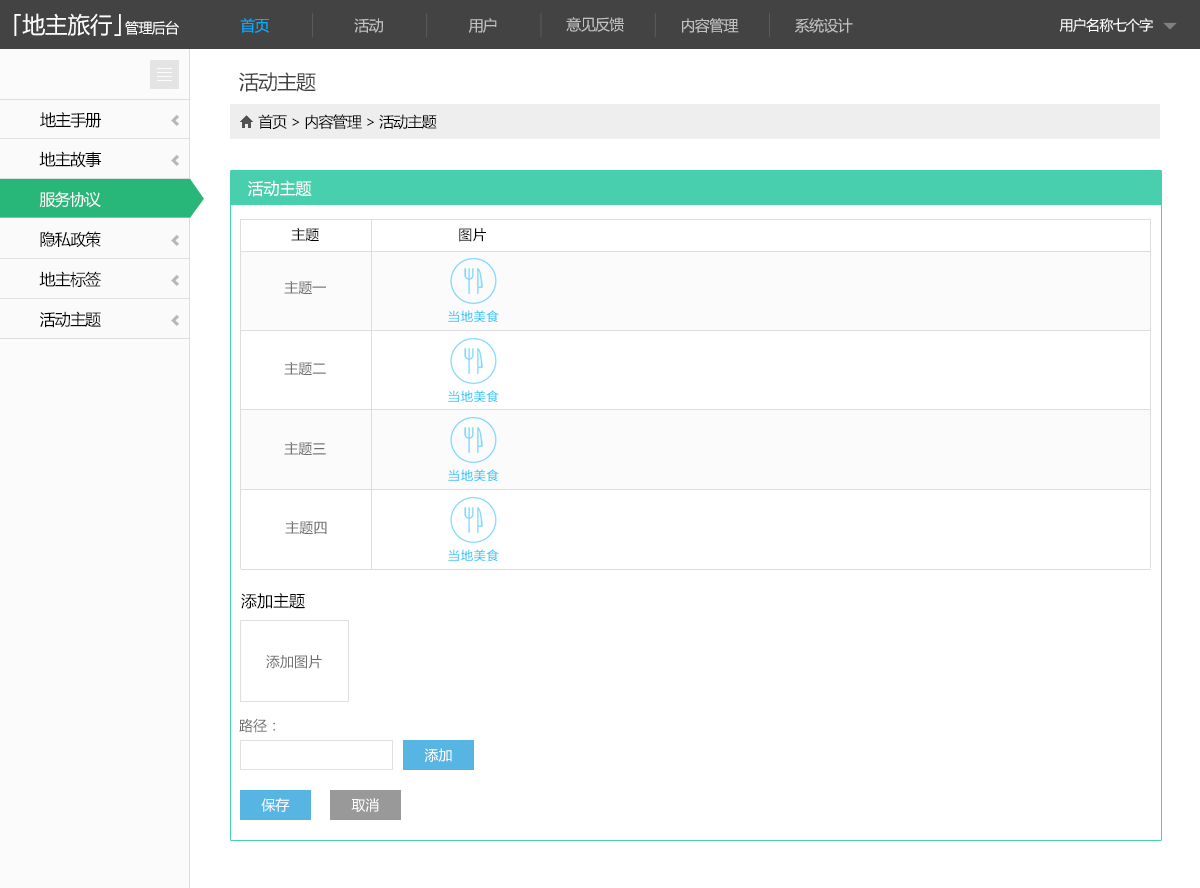 「地主旅行」管理后台 首页 活动 用户 意见反馈 内容管理 系统设计 用户名称七个字
地主手册
地主故事
服务协议
隐私政策
地主标签
活动主题
活动主题
首页 > 内容管理 > 活动主题
活动主题
主题 图片
主题一
当地美食
主题二
当地美食
主题三
当地美食
主题四
当地美食
添加主题
添加图片
路径：
添加
保存 取消